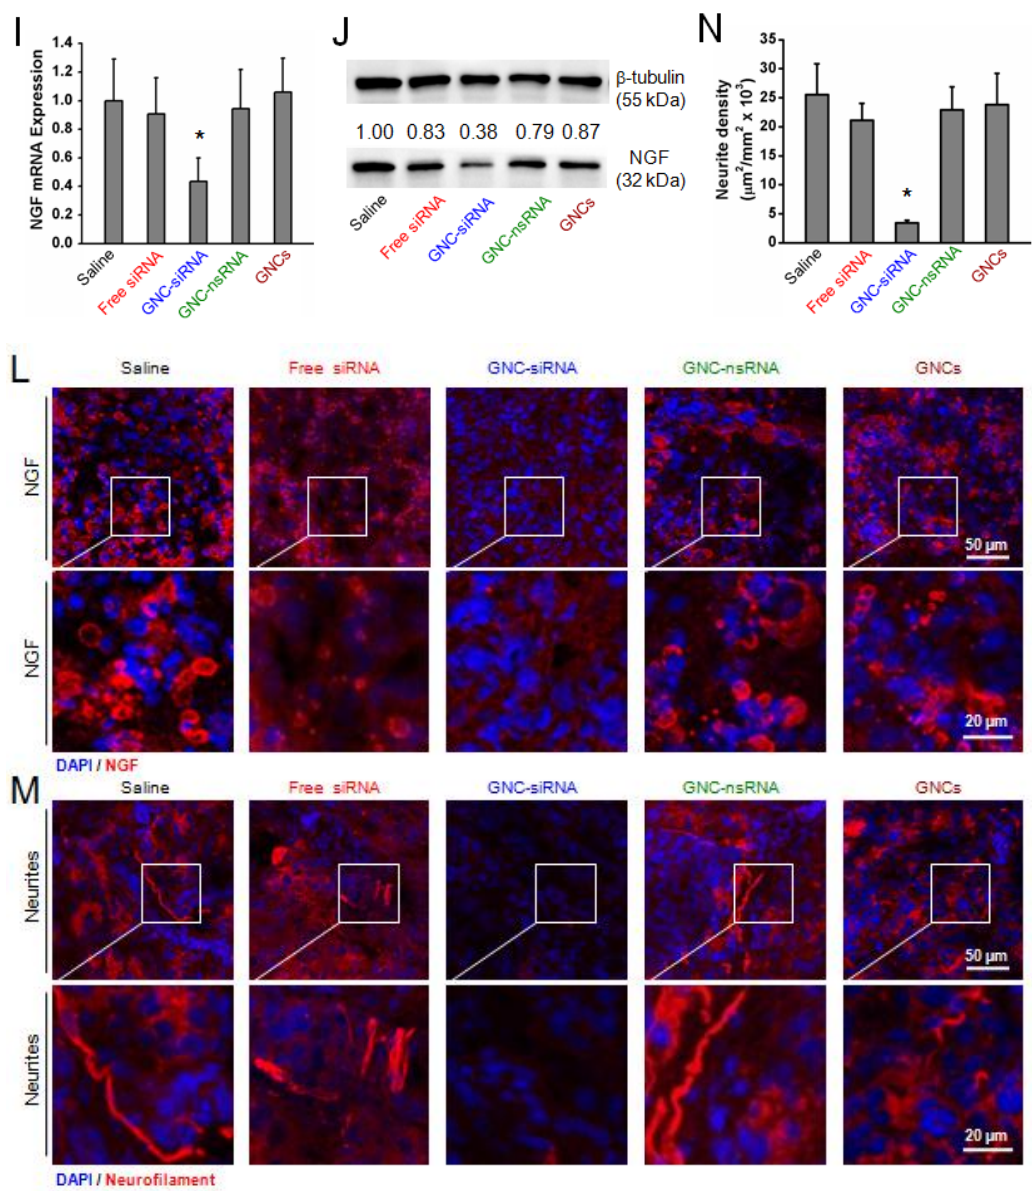 I
NGF mRNA Expression
1.4
1.2
1.0
0.8
0.6
0.4
0.2
0.0
*
Saline
Free siRNA
GNC-siRNA
GNC-nsRNA
GNCs
J
β-tubulin
(55 kDa)
1.00 0.83 0.38 0.79 0.87
NGF
(32 kDa)
Saline
Free siRNA
GNC-siRNA
GNC-nsRNA
GNCs
N
Neurite density
(μm²/mm² x 10³)
35
30
25
20
15
10
5
0
*
Saline
Free siRNA
GNC-siRNA
GNC-nsRNA
GNCs
L
Saline Free siRNA GNC-siRNA GNC-nsRNA GNCs
NGF
50 μm
NGF
20 μm
DAPI / NGF
M
Saline Free siRNA GNC-siRNA GNC-nsRNA GNCs
Neurites
50 μm
Neurites
20 μm
DAPI / Neurofilament